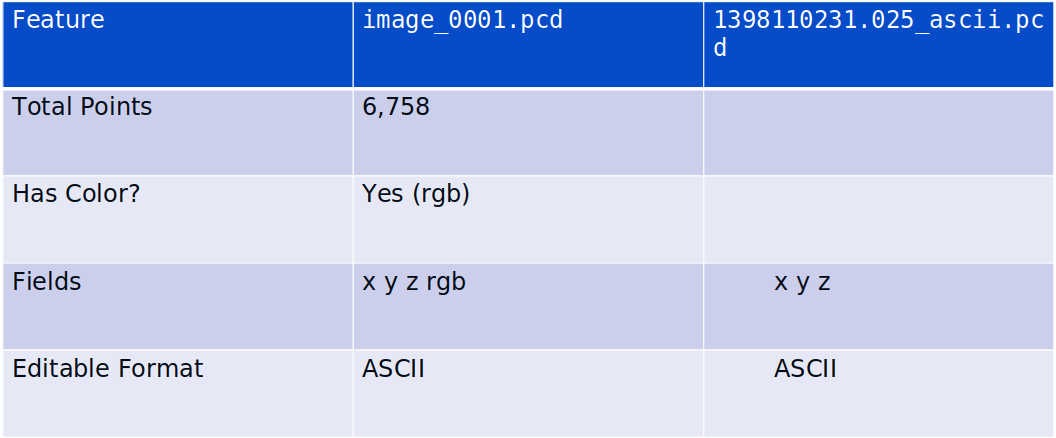 Feature image_0001.pcd 1398110231.025_ascii.pc
d
Total Points 6,758
Has Color? Yes (rgb)
Fields x y z rgb x y z
Editable Format ASCII ASCII